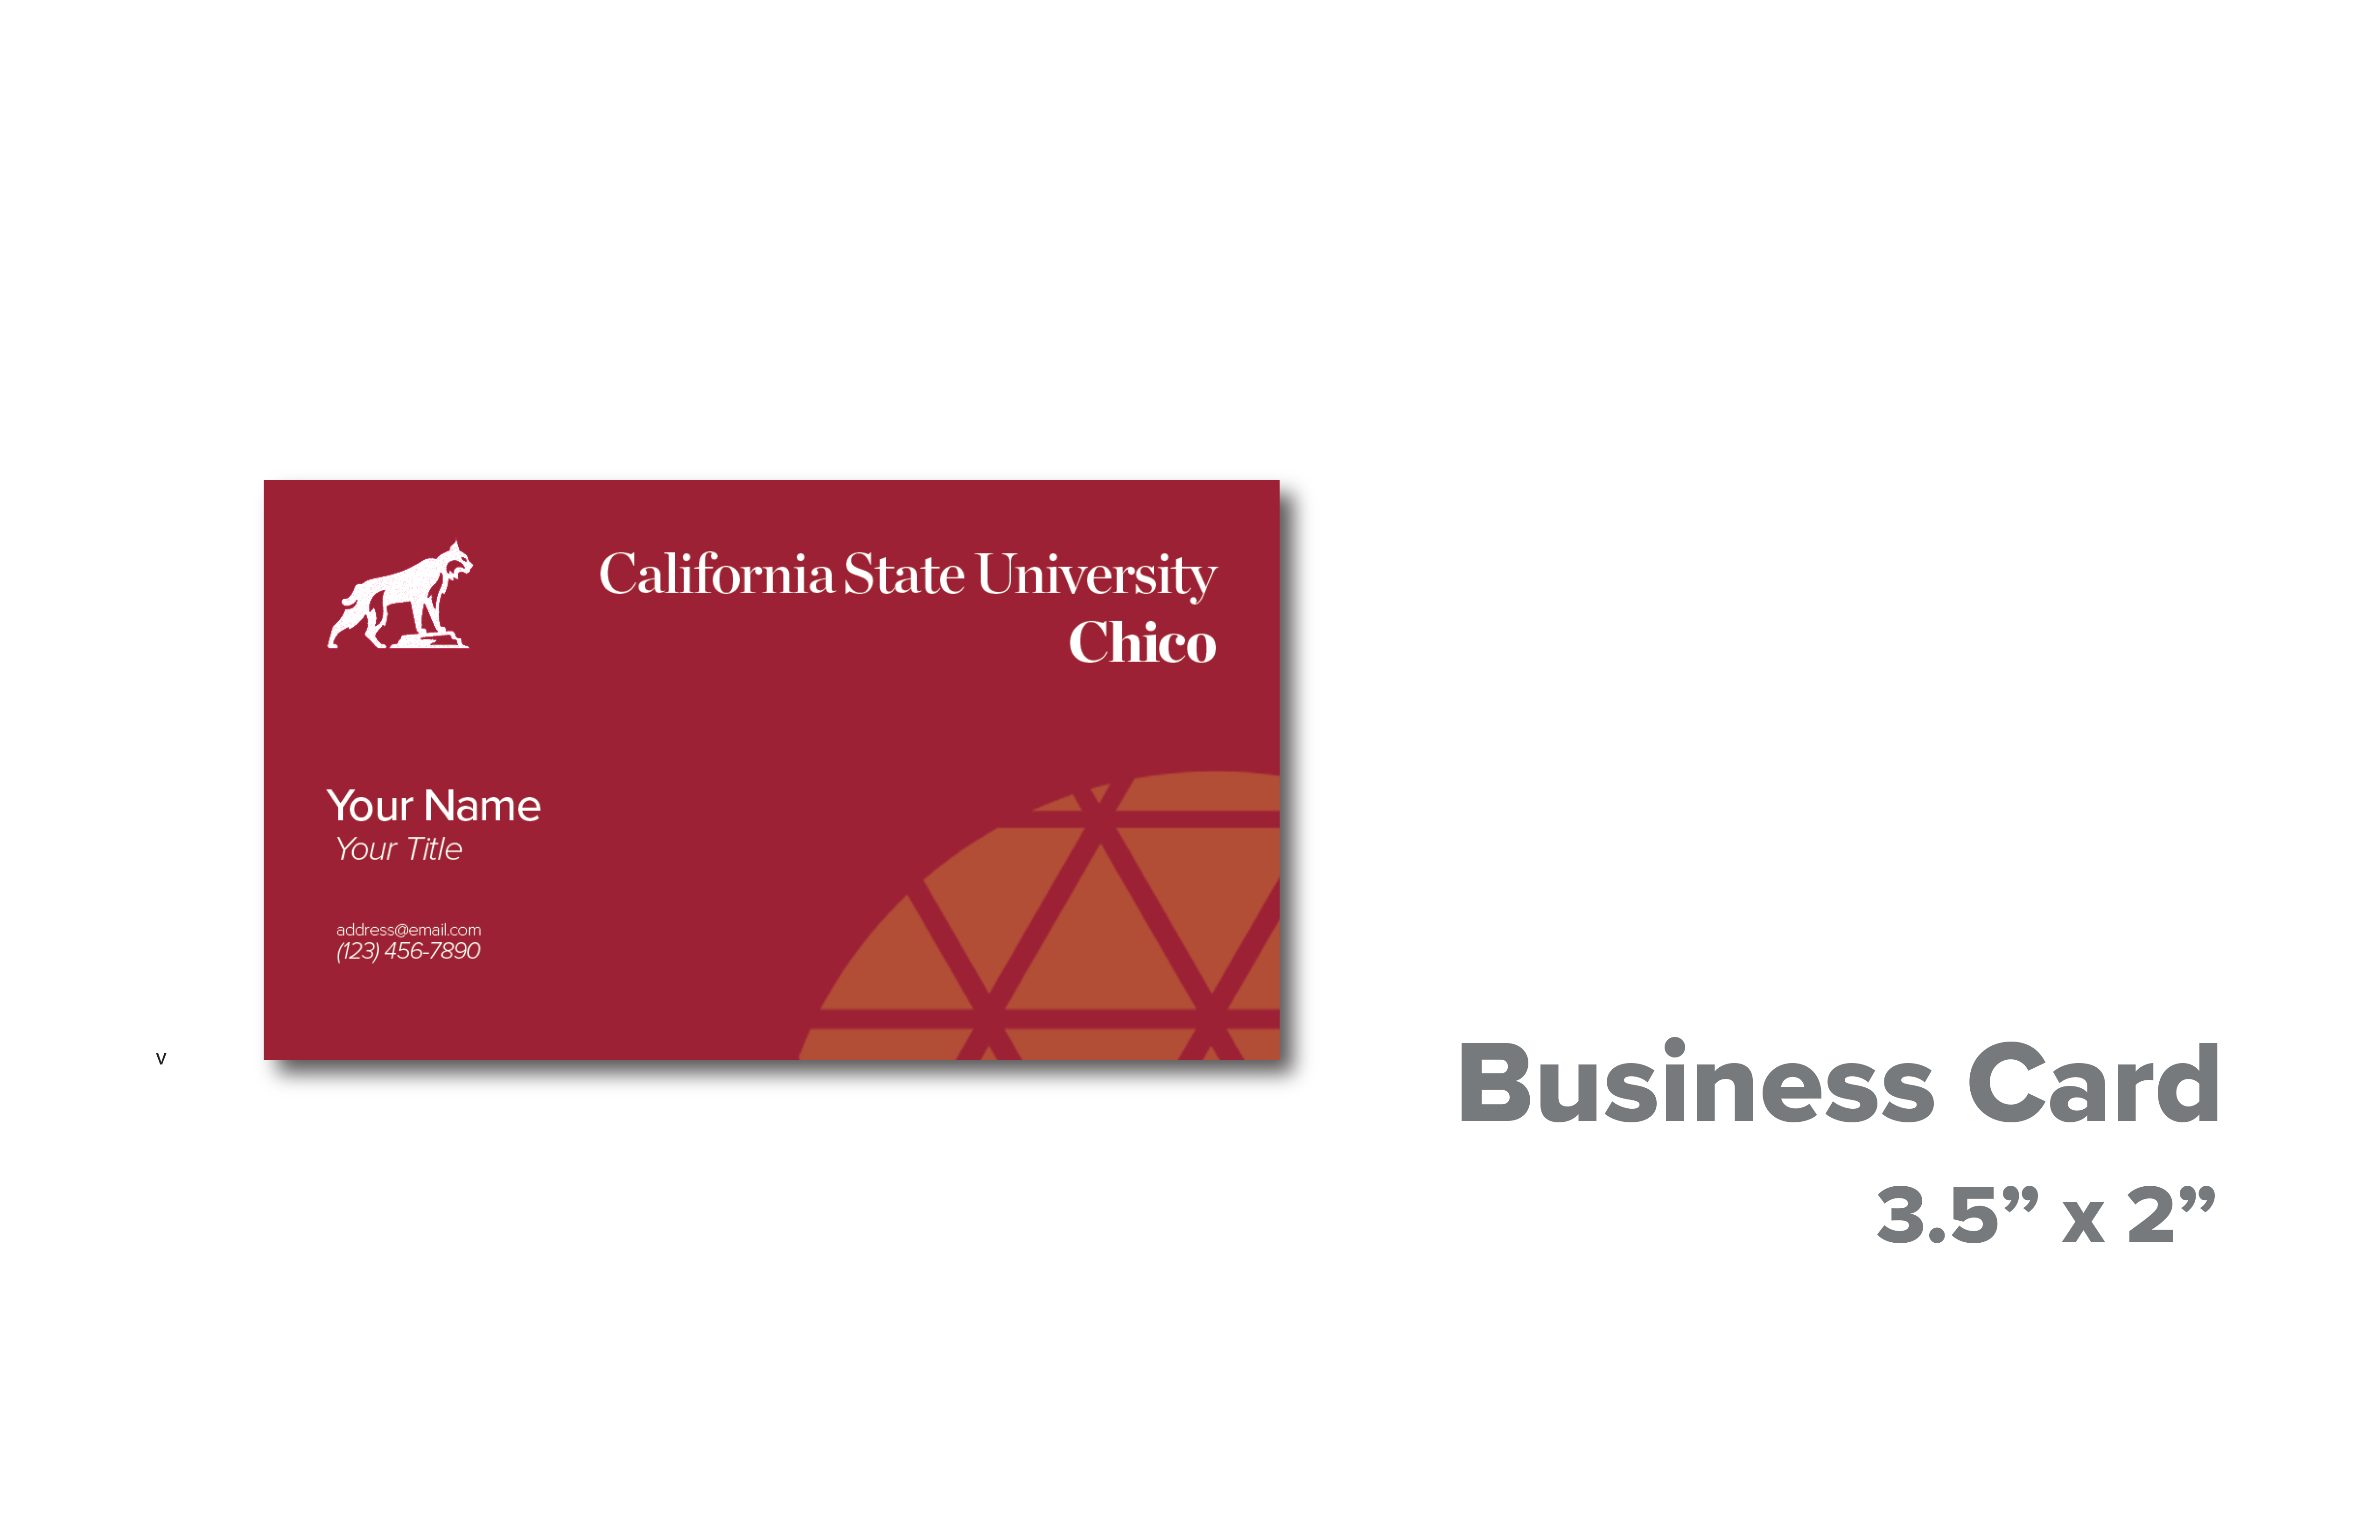 California State University
Chico
Your Name
Your Title
address@email.com
(123) 456-7890
v
Business Card
3.5” x 2”